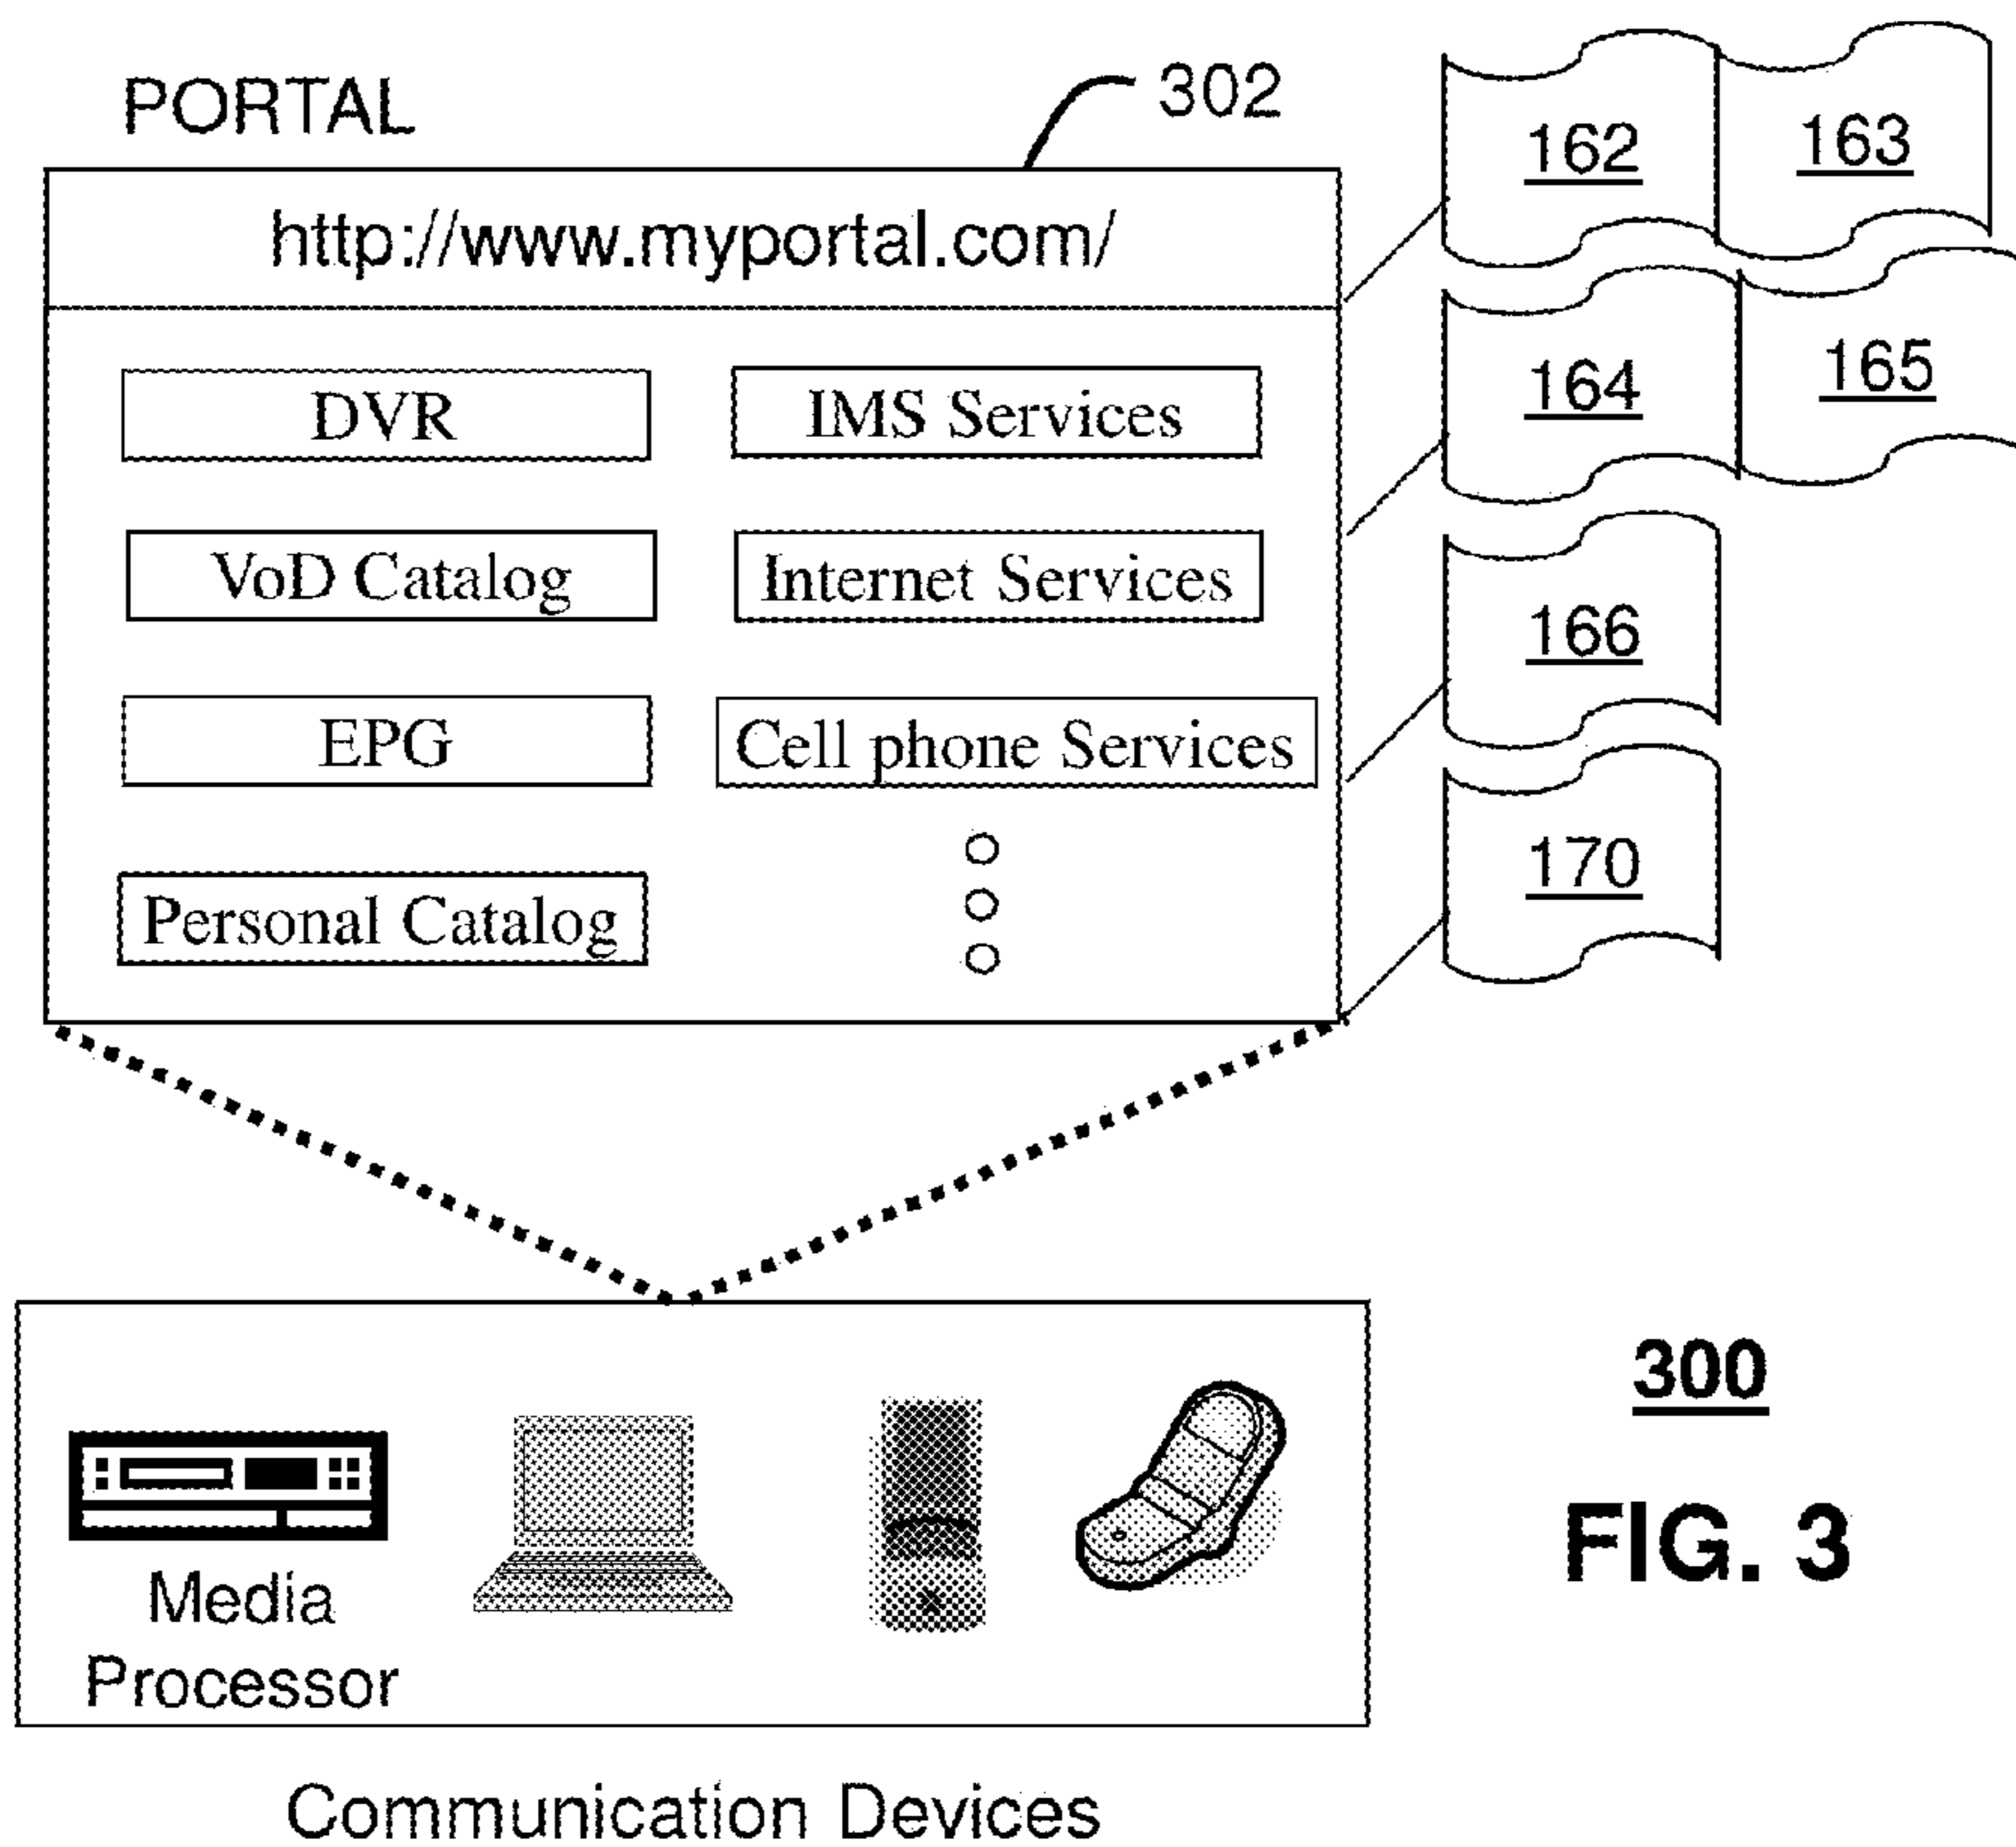 PORTAL
302
http://www.myportal.com/
162
163
164
165
166
170
DVR
IMS Services
VoD Catalog
Internet Services
EPG
Cell phone Services
Personal Catalog
Media
Processor
Communication Devices
300
FIG. 3